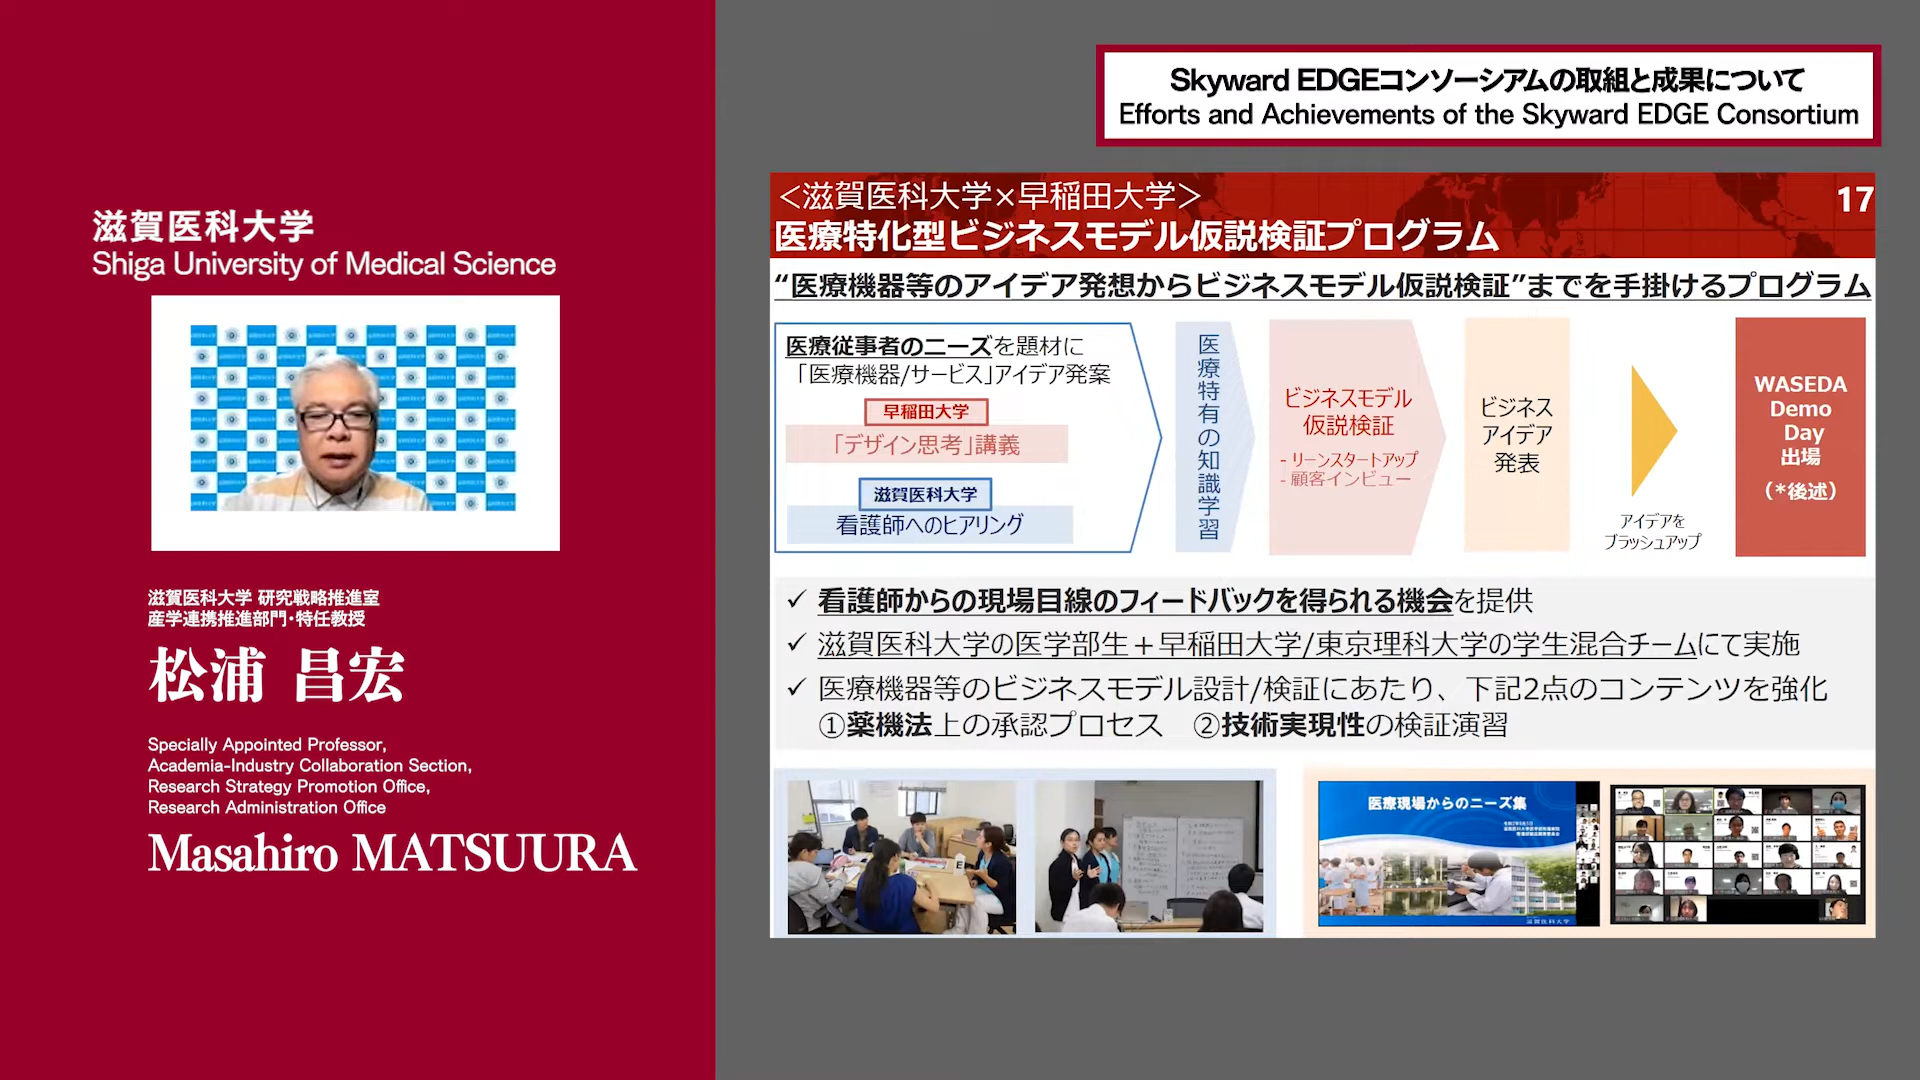 Skyward EDGEコンソーシアムの取組と成果について
Efforts and Achievements of the Skyward EDGE Consortium
滋賀医科大学
Shiga University of Medical Science
滋賀医科大学 研究戦略推進室
産学連携推進部門・特任教授
松浦 昌宏
Specially Appointed Professor,
Academia-Industry Collaboration Section,
Research Strategy Promotion Office,
Research Administration Office
Masahiro MATSUURA
＜滋賀医科大学×早稲田大学＞
17
医療特化型ビジネスモデル仮説検証プログラム
“医療機器等のアイデア発想からビジネスモデル仮説検証”までを手掛けるプログラム
医療従事者のニーズを題材に
「医療機器/サービス」アイデア発案
早稲田大学
「デザイン思考」講義
滋賀医科大学
看護師へのヒアリング
医療特有の知識学習
ビジネスモデル
仮説検証
- リーンスタートアップ
- 顧客インビュー
ビジネス
アイデア
発表
アイデアを
ブラッシュアップ
WASEDA
Demo
Day
出場
（*後述）
✓ 看護師からの現場目線のフィードバックを得られる機会を提供
✓ 滋賀医科大学の医学部生＋早稲田大学/東京理科大学の学生混合チームにて実施
✓ 医療機器等のビジネスモデル設計/検証にあたり、下記2点のコンテンツを強化
①薬機法上の承認プロセス　②技術実現性の検証演習
医療現場からのニーズ集
滋賀医科大学